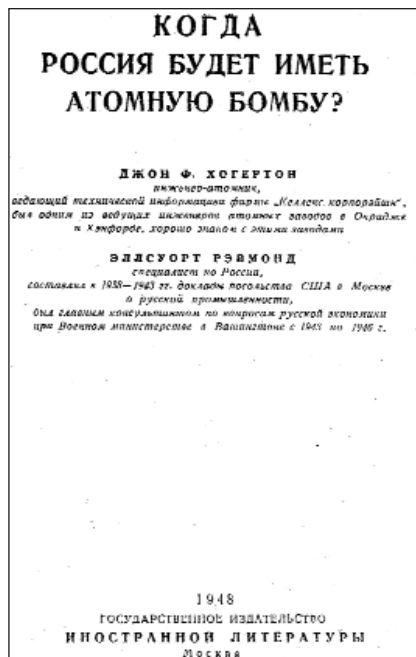 КОГДА
РОССИЯ БУДЕТ ИМЕТЬ
АТОМНУЮ БОМБУ?
ДЖОН Ф. ХОГЕРТОН
инженер-атомник,
ведающий технической информацией фирмы „Келлекс корпорэйшн“,
был одним из ведущих инженеров атомных заводов в Окридже
и Хэнфорде, хорошо знаком с этими заводами
ЭЛЛСУОРТ РЭЙМОНД
специалист по России,
составлял в 1938—1943 гг. доклады посольства США в Москве
о русской промышленности,
был главным консультантом по вопросам русской экономики
при Военном министерстве в Вашингтоне с 1943 по 1946 г.
1948
ГОСУДАРСТВЕННОЕ ИЗДАТЕЛЬСТВО
ИНОСТРАННОЙ ЛИТЕРАТУРЫ
Москва